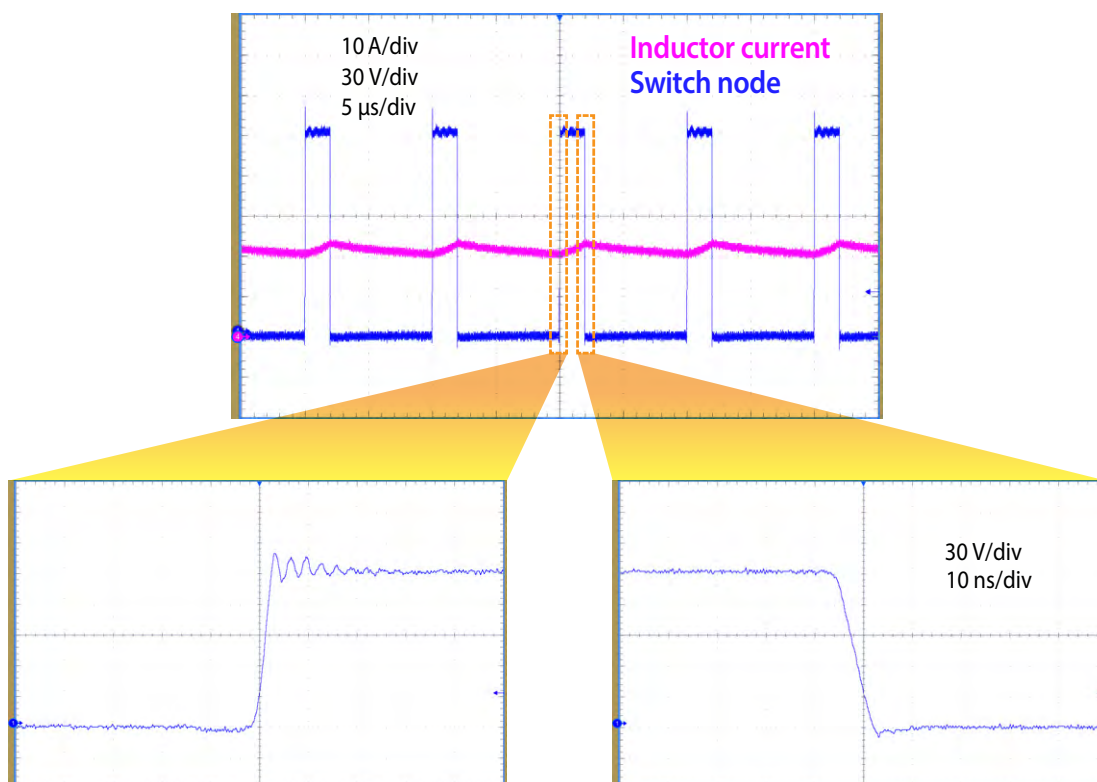 10 A/div
30 V/div
5 µs/div
Inductor current
Switch node
30 V/div
10 ns/div